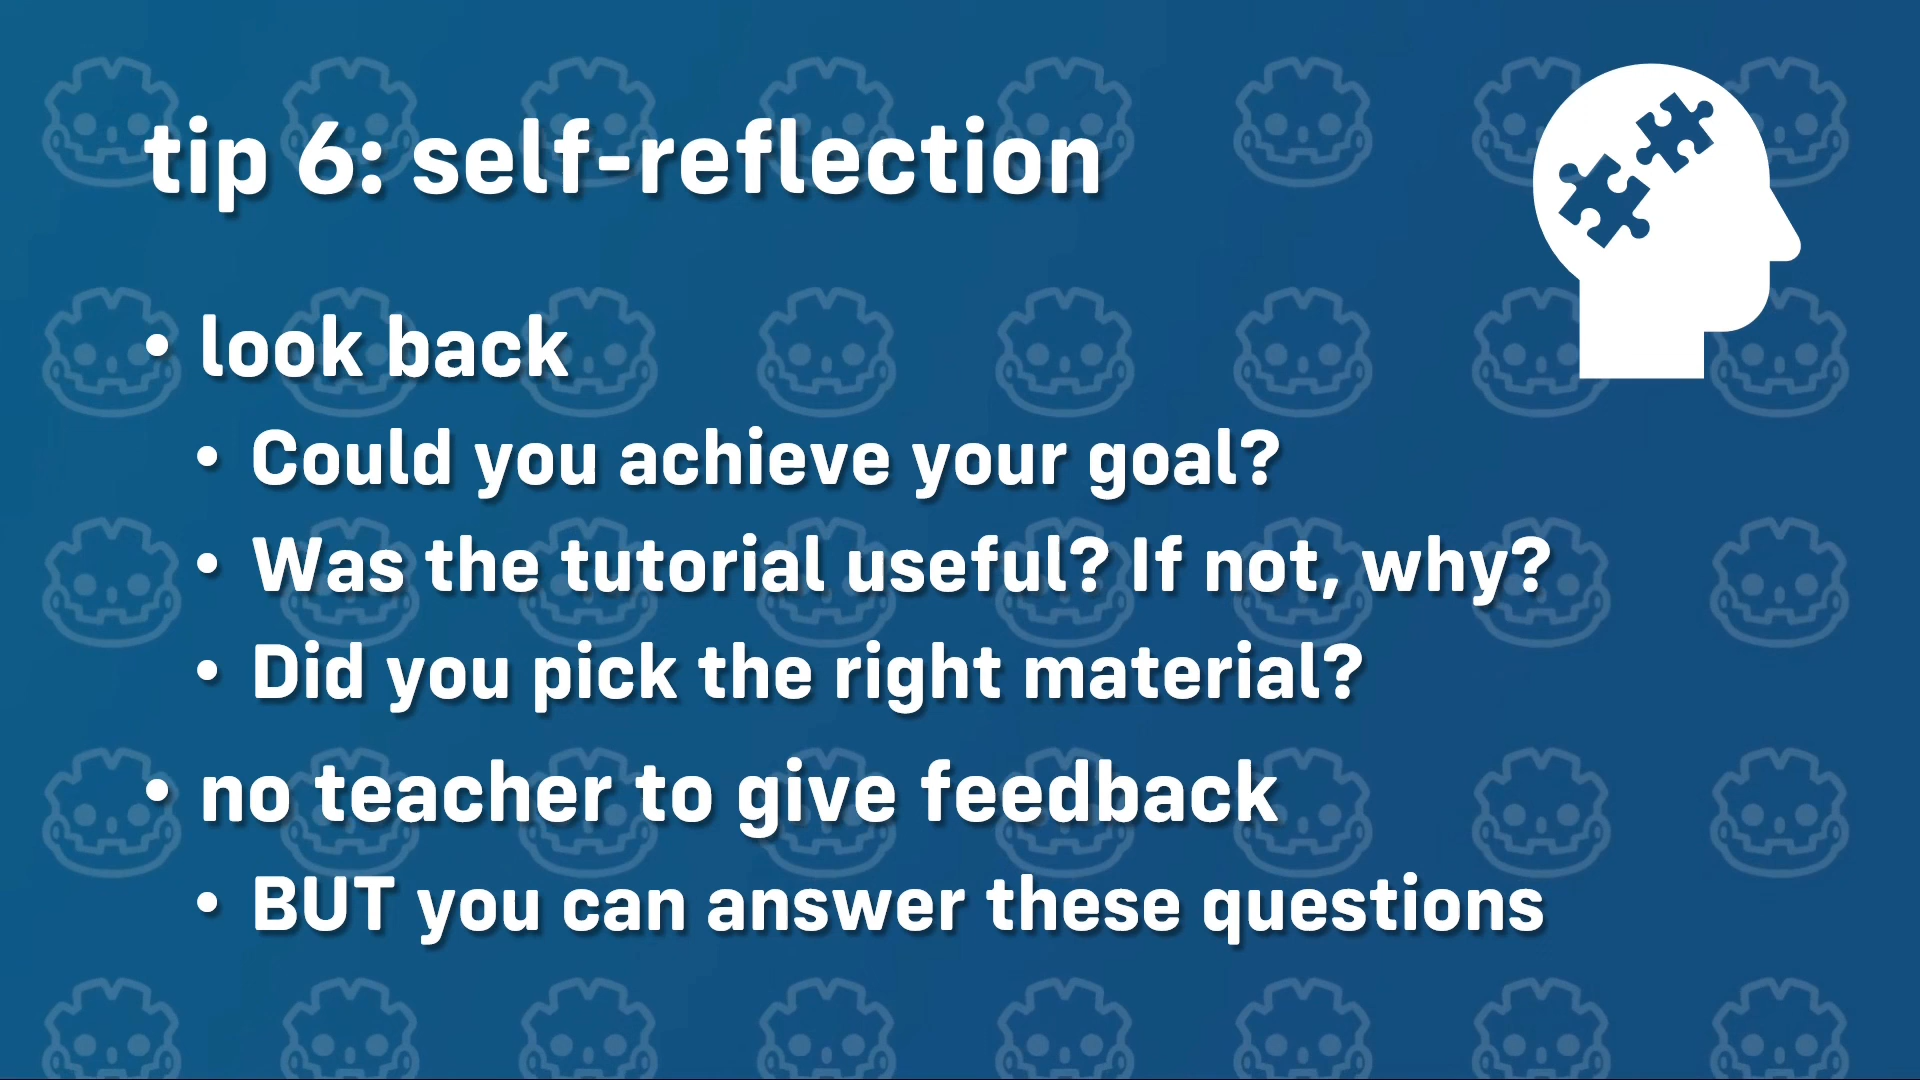 tip 6: self-reflection
• look back
• Could you achieve your goal?
• Was the tutorial useful? If not, why?
• Did you pick the right material?
• no teacher to give feedback
• BUT you can answer these questions